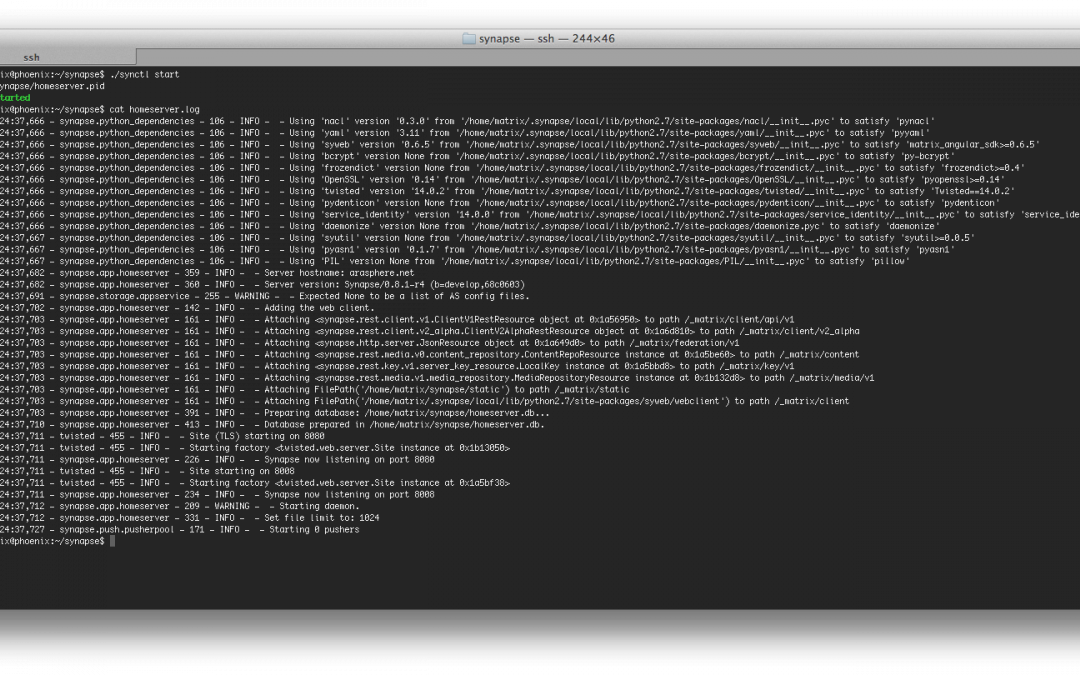 synapse — ssh — 244×46
ssh
ix@phoenix:~/synapse$ ./synctl start
ynapse/homeserver.pid
tarted
ix@phoenix:~/synapse$ cat homeserver.log
24:37,666 - synapse.python_dependencies - 106 - INFO - - Using 'nacl' version '0.3.0' from '/home/matrix/.synapse/local/lib/python2.7/site-packages/nacl/__init__.pyc' to satisfy 'pynacl'
24:37,666 - synapse.python_dependencies - 106 - INFO - - Using 'yaml' version '3.11' from '/home/matrix/.synapse/local/lib/python2.7/site-packages/yaml/__init__.pyc' to satisfy 'pyyaml'
24:37,666 - synapse.python_dependencies - 106 - INFO - - Using 'syweb' version '0.6.5' from '/home/matrix/.synapse/local/lib/python2.7/site-packages/syweb/__init__.pyc' to satisfy 'matrix_angular_sdk>=0.6.5'
24:37,666 - synapse.python_dependencies - 106 - INFO - - Using 'bcrypt' version None from '/home/matrix/.synapse/local/lib/python2.7/site-packages/bcrypt/__init__.pyc' to satisfy 'py-bcrypt'
24:37,666 - synapse.python_dependencies - 106 - INFO - - Using 'frozendict' version None from '/home/matrix/.synapse/local/lib/python2.7/site-packages/frozendict/__init__.pyc' to satisfy 'frozendict>=0.4'
24:37,666 - synapse.python_dependencies - 106 - INFO - - Using 'OpenSSL' version '0.14' from '/home/matrix/.synapse/local/lib/python2.7/site-packages/OpenSSL/__init__.pyc' to satisfy 'pyopenssl>=0.14'
24:37,666 - synapse.python_dependencies - 106 - INFO - - Using 'twisted' version '14.0.2' from '/home/matrix/.synapse/local/lib/python2.7/site-packages/twisted/__init__.pyc' to satisfy 'Twisted==14.0.2'
24:37,666 - synapse.python_dependencies - 106 - INFO - - Using 'pydenticon' version None from '/home/matrix/.synapse/local/lib/python2.7/site-packages/pydenticon/__init__.pyc' to satisfy 'pydenticon'
24:37,666 - synapse.python_dependencies - 106 - INFO - - Using 'service_identity' version '14.0.0' from '/home/matrix/.synapse/local/lib/python2.7/site-packages/service_identity/__init__.pyc' to satisfy 'service_ide
24:37,666 - synapse.python_dependencies - 106 - INFO - - Using 'daemonize' version None from '/home/matrix/.synapse/local/lib/python2.7/site-packages/daemonize.pyc' to satisfy 'daemonize'
24:37,667 - synapse.python_dependencies - 106 - INFO - - Using 'syutil' version None from '/home/matrix/.synapse/local/lib/python2.7/site-packages/syutil/__init__.pyc' to satisfy 'syutil>=0.0.5'
24:37,667 - synapse.python_dependencies - 106 - INFO - - Using 'pyasn1' version '0.1.7' from '/home/matrix/.synapse/local/lib/python2.7/site-packages/pyasn1/__init__.pyc' to satisfy 'pyasn1'
24:37,667 - synapse.python_dependencies - 106 - INFO - - Using 'PIL' version None from '/home/matrix/.synapse/local/lib/python2.7/site-packages/PIL/__init__.pyc' to satisfy 'pillow'
24:37,682 - synapse.app.homeserver - 359 - INFO - - Server hostname: arasphere.net
24:37,682 - synapse.app.homeserver - 360 - INFO - - Server version: Synapse/0.8.1-r4 (b=develop,68c0603)
24:37,691 - synapse.storage.appservice - 255 - WARNING - - Expected None to be a list of AS config files.
24:37,702 - synapse.app.homeserver - 142 - INFO - - Adding the web client.
24:37,703 - synapse.app.homeserver - 161 - INFO - - Attaching <synapse.rest.client.v1.ClientV1RestResource object at 0x1a56950> to path /_matrix/client/api/v1
24:37,703 - synapse.app.homeserver - 161 - INFO - - Attaching <synapse.rest.client.v2_alpha.ClientV2AlphaRestResource object at 0x1a6d810> to path /_matrix/client/v2_alpha
24:37,703 - synapse.app.homeserver - 161 - INFO - - Attaching <synapse.http.server.JsonResource object at 0x1a649d0> to path /_matrix/federation/v1
24:37,703 - synapse.app.homeserver - 161 - INFO - - Attaching <synapse.rest.media.v0.content_repository.ContentRepoResource instance at 0x1a5be60> to path /_matrix/content
24:37,703 - synapse.app.homeserver - 161 - INFO - - Attaching <synapse.rest.key.v1.server_key_resource.LocalKey instance at 0x1a5bbd8> to path /_matrix/key/v1
24:37,703 - synapse.app.homeserver - 161 - INFO - - Attaching <synapse.rest.media.v1.media_repository.MediaRepositoryResource instance at 0x1b132d8> to path /_matrix/media/v1
24:37,703 - synapse.app.homeserver - 161 - INFO - - Attaching FilePath('/home/matrix/synapse/static') to path /_matrix/static
24:37,703 - synapse.app.homeserver - 161 - INFO - - Attaching FilePath('/home/matrix/.synapse/local/lib/python2.7/site-packages/syweb/webclient') to path /_matrix/client
24:37,703 - synapse.app.homeserver - 391 - INFO - - Preparing database: /home/matrix/synapse/homeserver.db...
24:37,710 - synapse.app.homeserver - 413 - INFO - - Database prepared in /home/matrix/synapse/homeserver.db.
24:37,711 - twisted - 455 - INFO - - Site (TLS) starting on 8080
24:37,711 - twisted - 455 - INFO - - Starting factory <twisted.web.server.Site instance at 0x1b13050>
24:37,711 - synapse.app.homeserver - 226 - INFO - - Synapse now listening on port 8080
24:37,711 - twisted - 455 - INFO - - Site starting on 8008
24:37,711 - twisted - 455 - INFO - - Starting factory <twisted.web.server.Site instance at 0x1a5bf38>
24:37,711 - synapse.app.homeserver - 234 - INFO - - Synapse now listening on port 8008
24:37,712 - synapse.app.homeserver - 209 - WARNING - - Starting daemon.
24:37,712 - synapse.app.homeserver - 331 - INFO - - Set file limit to: 1024
24:37,727 - synapse.push.pusherpool - 171 - INFO - - Starting 0 pushers
ix@phoenix:~/synapse$